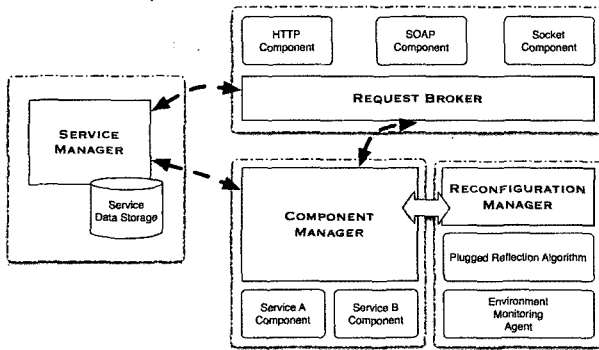 HTTP
Component
SOAP
Component
Socket
Component
REQUEST BROKER
SERVICE
MANAGER
Service
Data Storage
COMPONENT
MANAGER
RECONFIGURATION
MANAGER
Plugged Reflection Algorithm
Service A
Component
Service B
Component
Environment
Monitoring
Agent